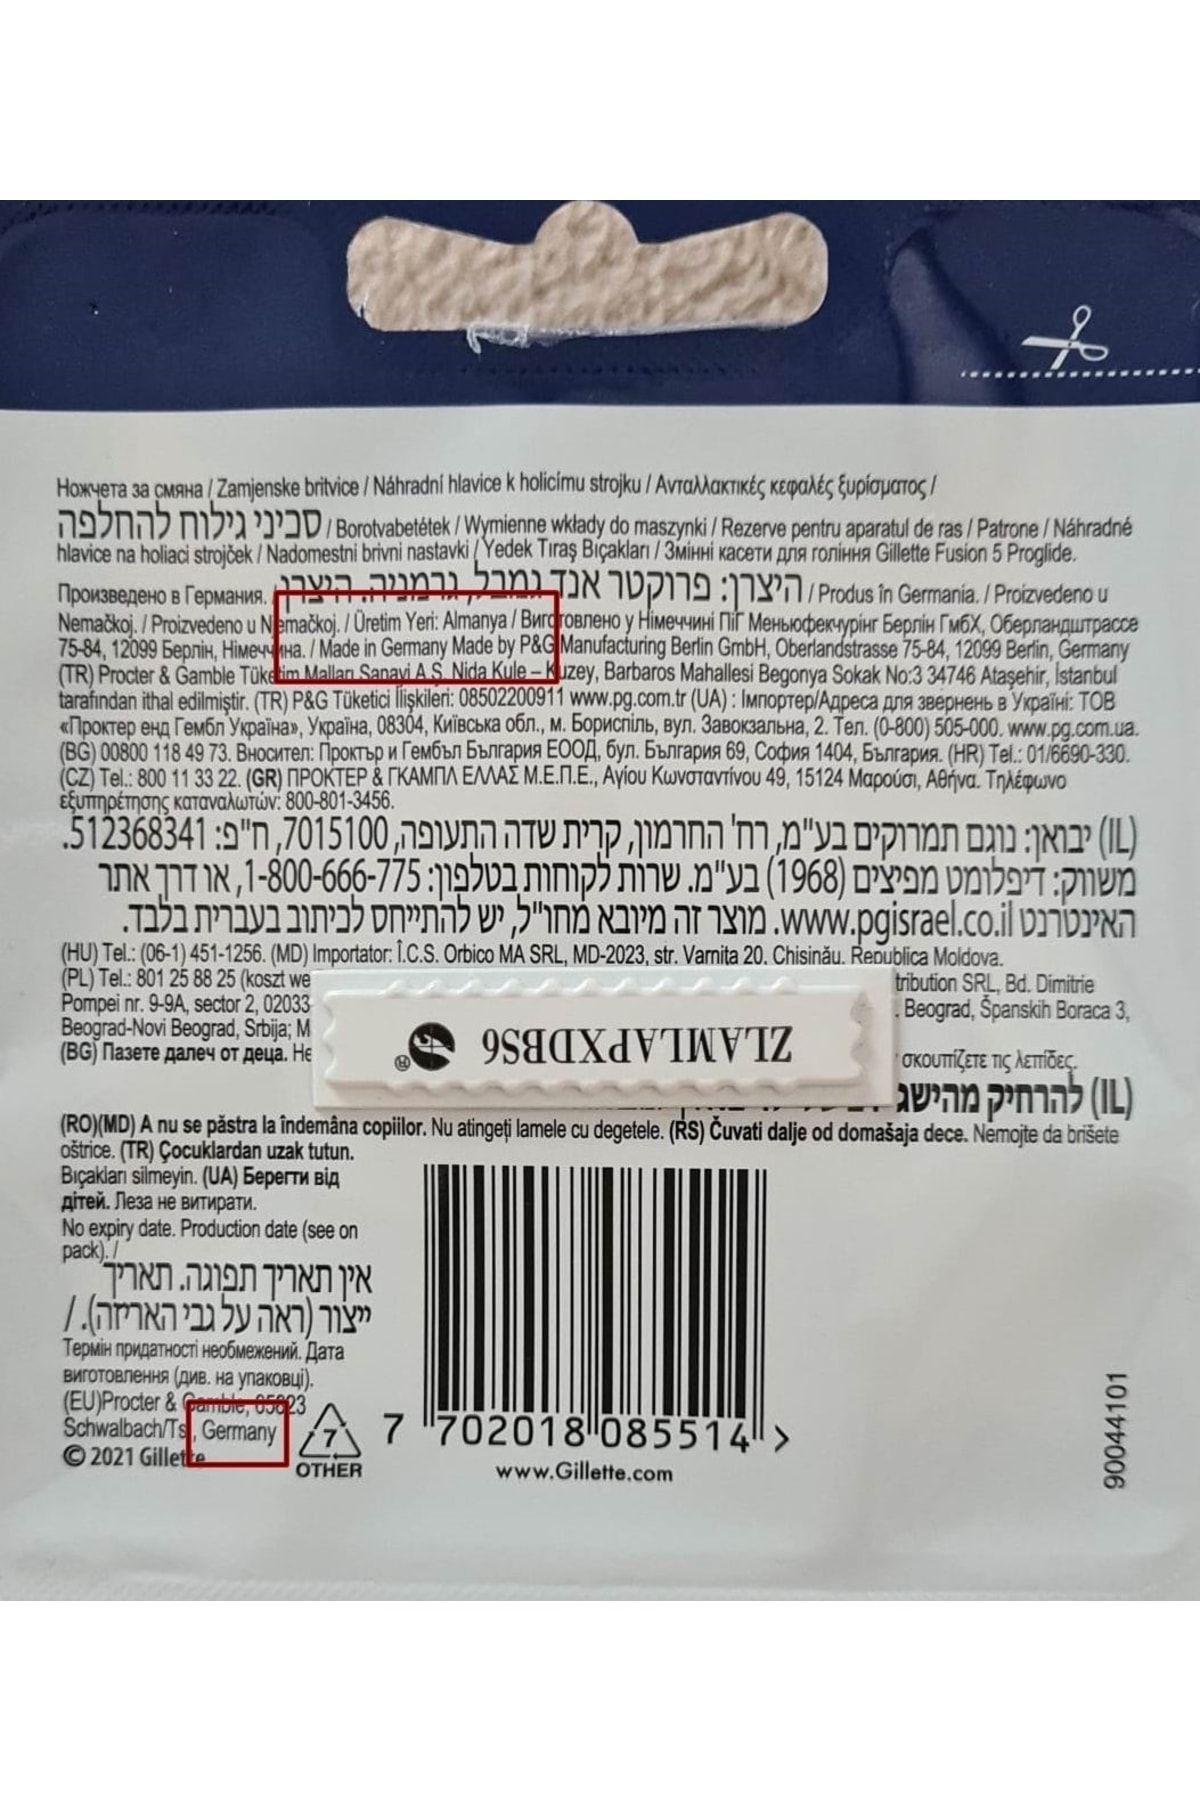 Ножчета за смяна / Zamjenske britvice / Náhradní hlavice k holicímu strojku / Ανταλλακτικές κεφαλές ξυρίσματος /
סכיני גילוח להחלפה / Borotvabetétek / Wymienne wkłady do maszynki / Rezerve pentru aparatul de ras / Patrone / Náhradné
hlavice na holiaci strojček / Nadomestni brivni nastavki / Yedek Tıraş Bıçakları / Змінні касети для гоління Gillette Fusion 5 Proglide.
Произведено в Германия. / היצרן: פרוקטר אנד גמבל, גרמניה. היצרן / Produs în Germania. / Proizvedeno u
Nemačkoj. / Proizvedeno u Nemačkoj. / Üretim Yeri: Almanya / Виготовлено у Німеччині ПіГ Меньюфекчурінг Берлін ГмбХ, Оберландштрассе
75-84, 12099 Берлін, Німеччина. / Made in Germany Made by P&G Manufacturing Berlin GmbH, Oberlandstrasse 75-84, 12099 Berlin, Germany
(TR) Procter & Gamble Tüketim Malları Sanayi A.Ş. Nida Kule – Kuzey, Barbaros Mahallesi Begonya Sokak No:3 34746 Ataşehir, İstanbul
tarafından ithal edilmiştir. (TR) P&G Tüketici İlişkileri: 08502200911 www.pg.com.tr (UA) : Імпортер/Адреса для звернень в Україні: ТОВ
«Проктер енд Гембл Україна», Україна, 08304, Київська обл., м. Бориспіль, вул. Завокзальна, 2. Тел. (0-800) 505-000. www.pg.com.ua.
(BG) 00800 118 49 73. Вносител: Проктър и Гембъл България ЕООД, бул. България 69, София 1404, България. (HR) Tel.: 01/6690-330.
(CZ) Tel.: 800 11 33 22. (GR) ΠΡΟΚΤΕΡ & ΓΚΑΜΠΛ ΕΛΛΑΣ Μ.Ε.Π.Ε., Αγίου Κωνσταντίνου 49, 15124 Μαρούσι, Αθήνα. Τηλέφωνο
εξυπηρέτησης καταναλωτών: 800-801-3456.
(IL) יבואן: נוגם תמרוקים בע"מ, רח' החרמון, קרית שדה התעופה, 7015100, ח"פ: 512368341.
משווק: דיפלומט מפיצים (1968) בע"מ. שרות לקוחות בטלפון: 1-800-666-775, או דרך אתר
האינטרנט www.pgisrael.co.il. מוצר זה מיובא מחו"ל, יש להתייחס לכיתוב בעברית בלבד.
(HU) Tel.: (06-1) 451-1256. (MD) Importator: Î.C.S. Orbico MA SRL, MD-2023, str. Varnita 20. Chisinău. Republica Moldova.
(PL) Tel.: 801 25 88 25 (koszt tribution SRL, Bd. Dimitrie
Pompei nr. 9-9A, sector 2, 02033 . Beograd, Španskih Boraca 3,
Beograd-Novi Beograd, Srbija; M
ZLAMLAPXDBS6 ®
(BG) Пазете далеч от деца. Не σκουπίζετε τις λεπίδες.
(IL) להרחיק מהישג
(RO)(MD) A nu se păstra la îndemâna copiilor. Nu atingeți lamele cu degetele. (RS) Čuvati dalje od domašaja dece. Nemojte da brišete
oštrice. (TR) Çocuklardan uzak tutun.
Bıçakları silmeyin. (UA) Берегти від
дітей. Леза не витирати.
No expiry date. Production date (see on
pack). /
אין תאריך תפוגה. תאריך
ייצור (ראה על גבי האריזה). /
Термін придатності необмежений. Дата
виготовлення (див. на упаковці).
(EU)Procter & Gamble, 65823
Schwalbach/Ts., Germany
© 2021 Gillette
7
OTHER
7 702018 085514 >
www.Gillette.com
90044101